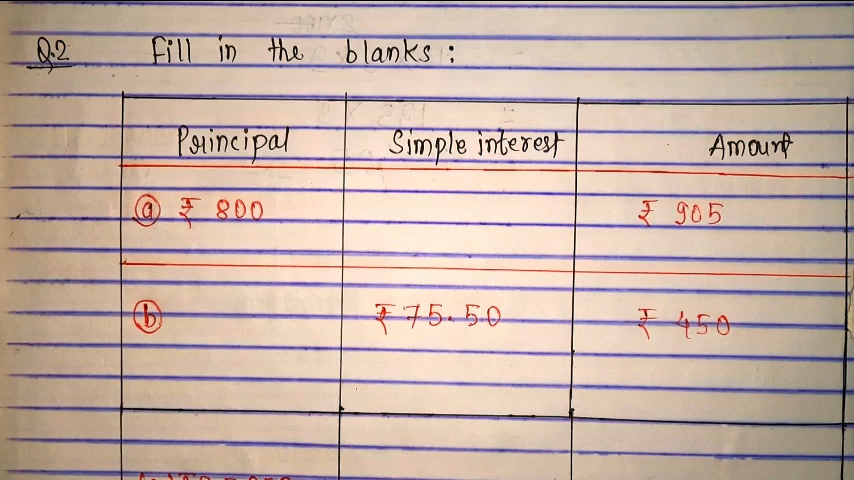 Q.2 Fill in the blanks :
Principal Simple interest Amount
ⓐ ₹ 800 ₹ 905
ⓑ ₹ 75.50 ₹ 450